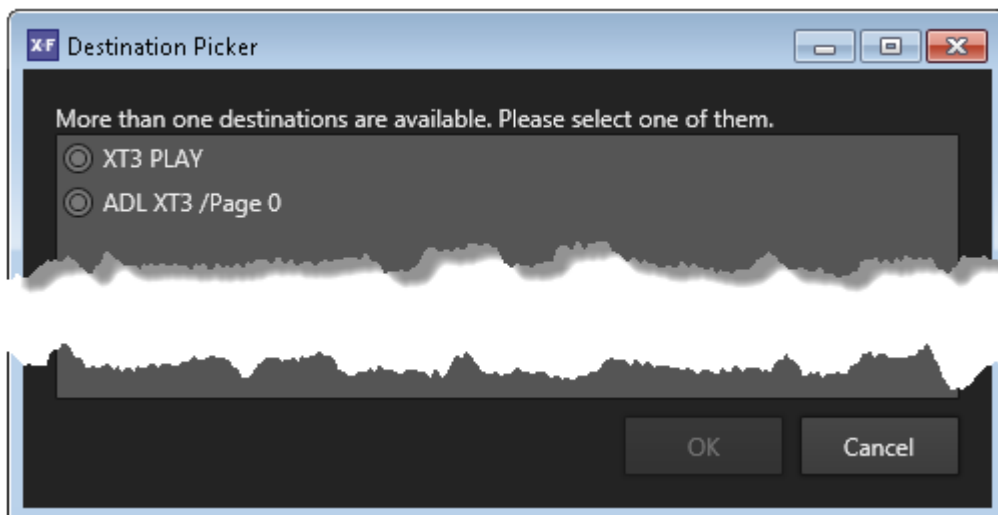 XF Destination Picker
More than one destinations are available. Please select one of them.
XT3 PLAY
ADL XT3 /Page 0
OK
Cancel